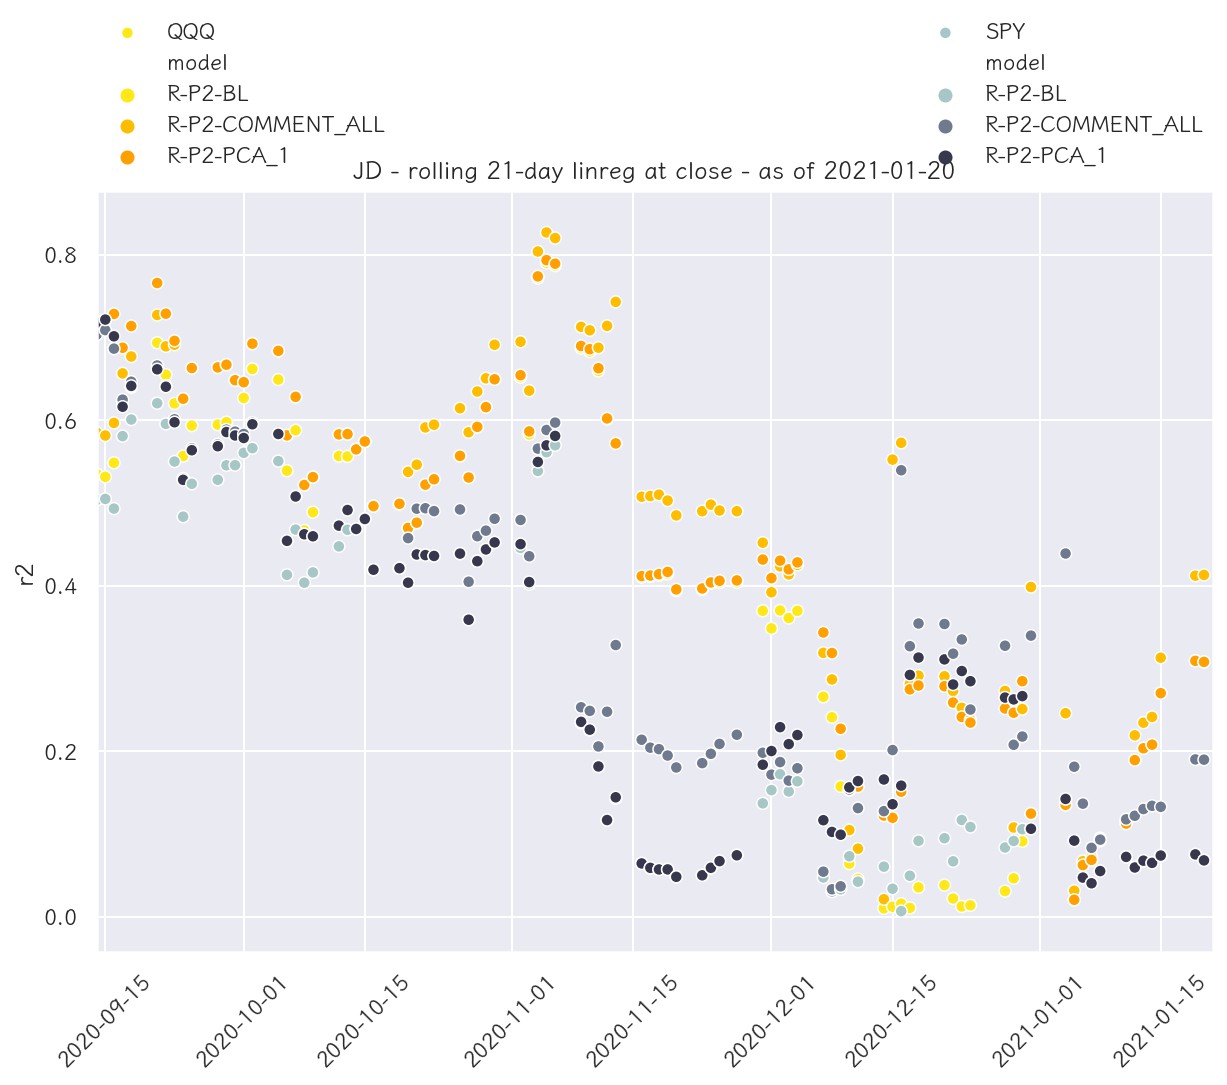 QQQ
model
R-P2-BL
R-P2-COMMENT_ALL
R-P2-PCA_1
SPY
model
R-P2-BL
R-P2-COMMENT_ALL
R-P2-PCA_1
JD - rolling 21-day linreg at close - as of 2021-01-20
r2
0.8
0.6
0.4
0.2
0.0
2020-09-15
2020-10-01
2020-10-15
2020-11-01
2020-11-15
2020-12-01
2020-12-15
2021-01-01
2021-01-15